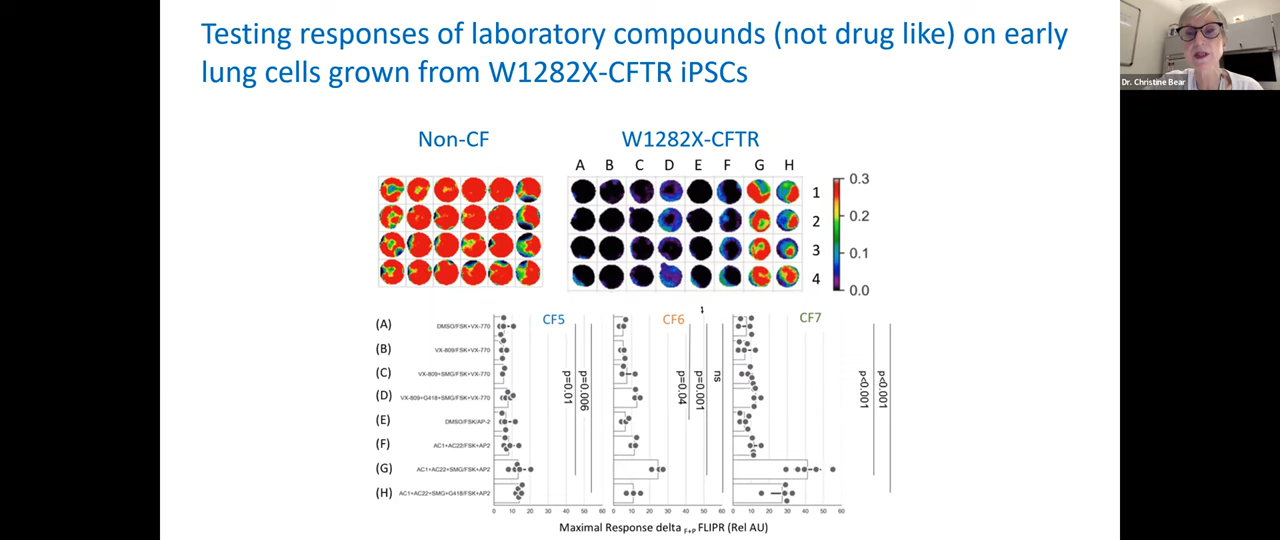 Testing responses of laboratory compounds (not drug like) on early
lung cells grown from W1282X-CFTR iPSCs
Dr. Christine Bear
Non-CF
W1282X-CFTR
A B C D E F G H
1
2
3
4
0.3
0.2
0.1
0.0
CF5
CF6
CF7
(A) DMSO/FSK+VX-770
(B) VX-809/FSK+VX-770
(C) VX-809+SMG/FSK+VX-770
(D) VX-809+G418+SMG/FSK+VX-770
(E) DMSO/FSK/AP-2
(F) AC1+AC22/FSK+AP2
(G) AC1+AC22+SMG/FSK+AP2
(H) AC1+AC22+SMG+G418/FSK+AP2
p=0.01
p=0.006
p=0.04
p=0.001
ns
p<0.001
p<0.001
0 10 20 30 40 50 60
0 10 20 30 40 50 60
0 10 20 30 40 50 60
Maximal Response delta F+P FLIPR (Rel AU)